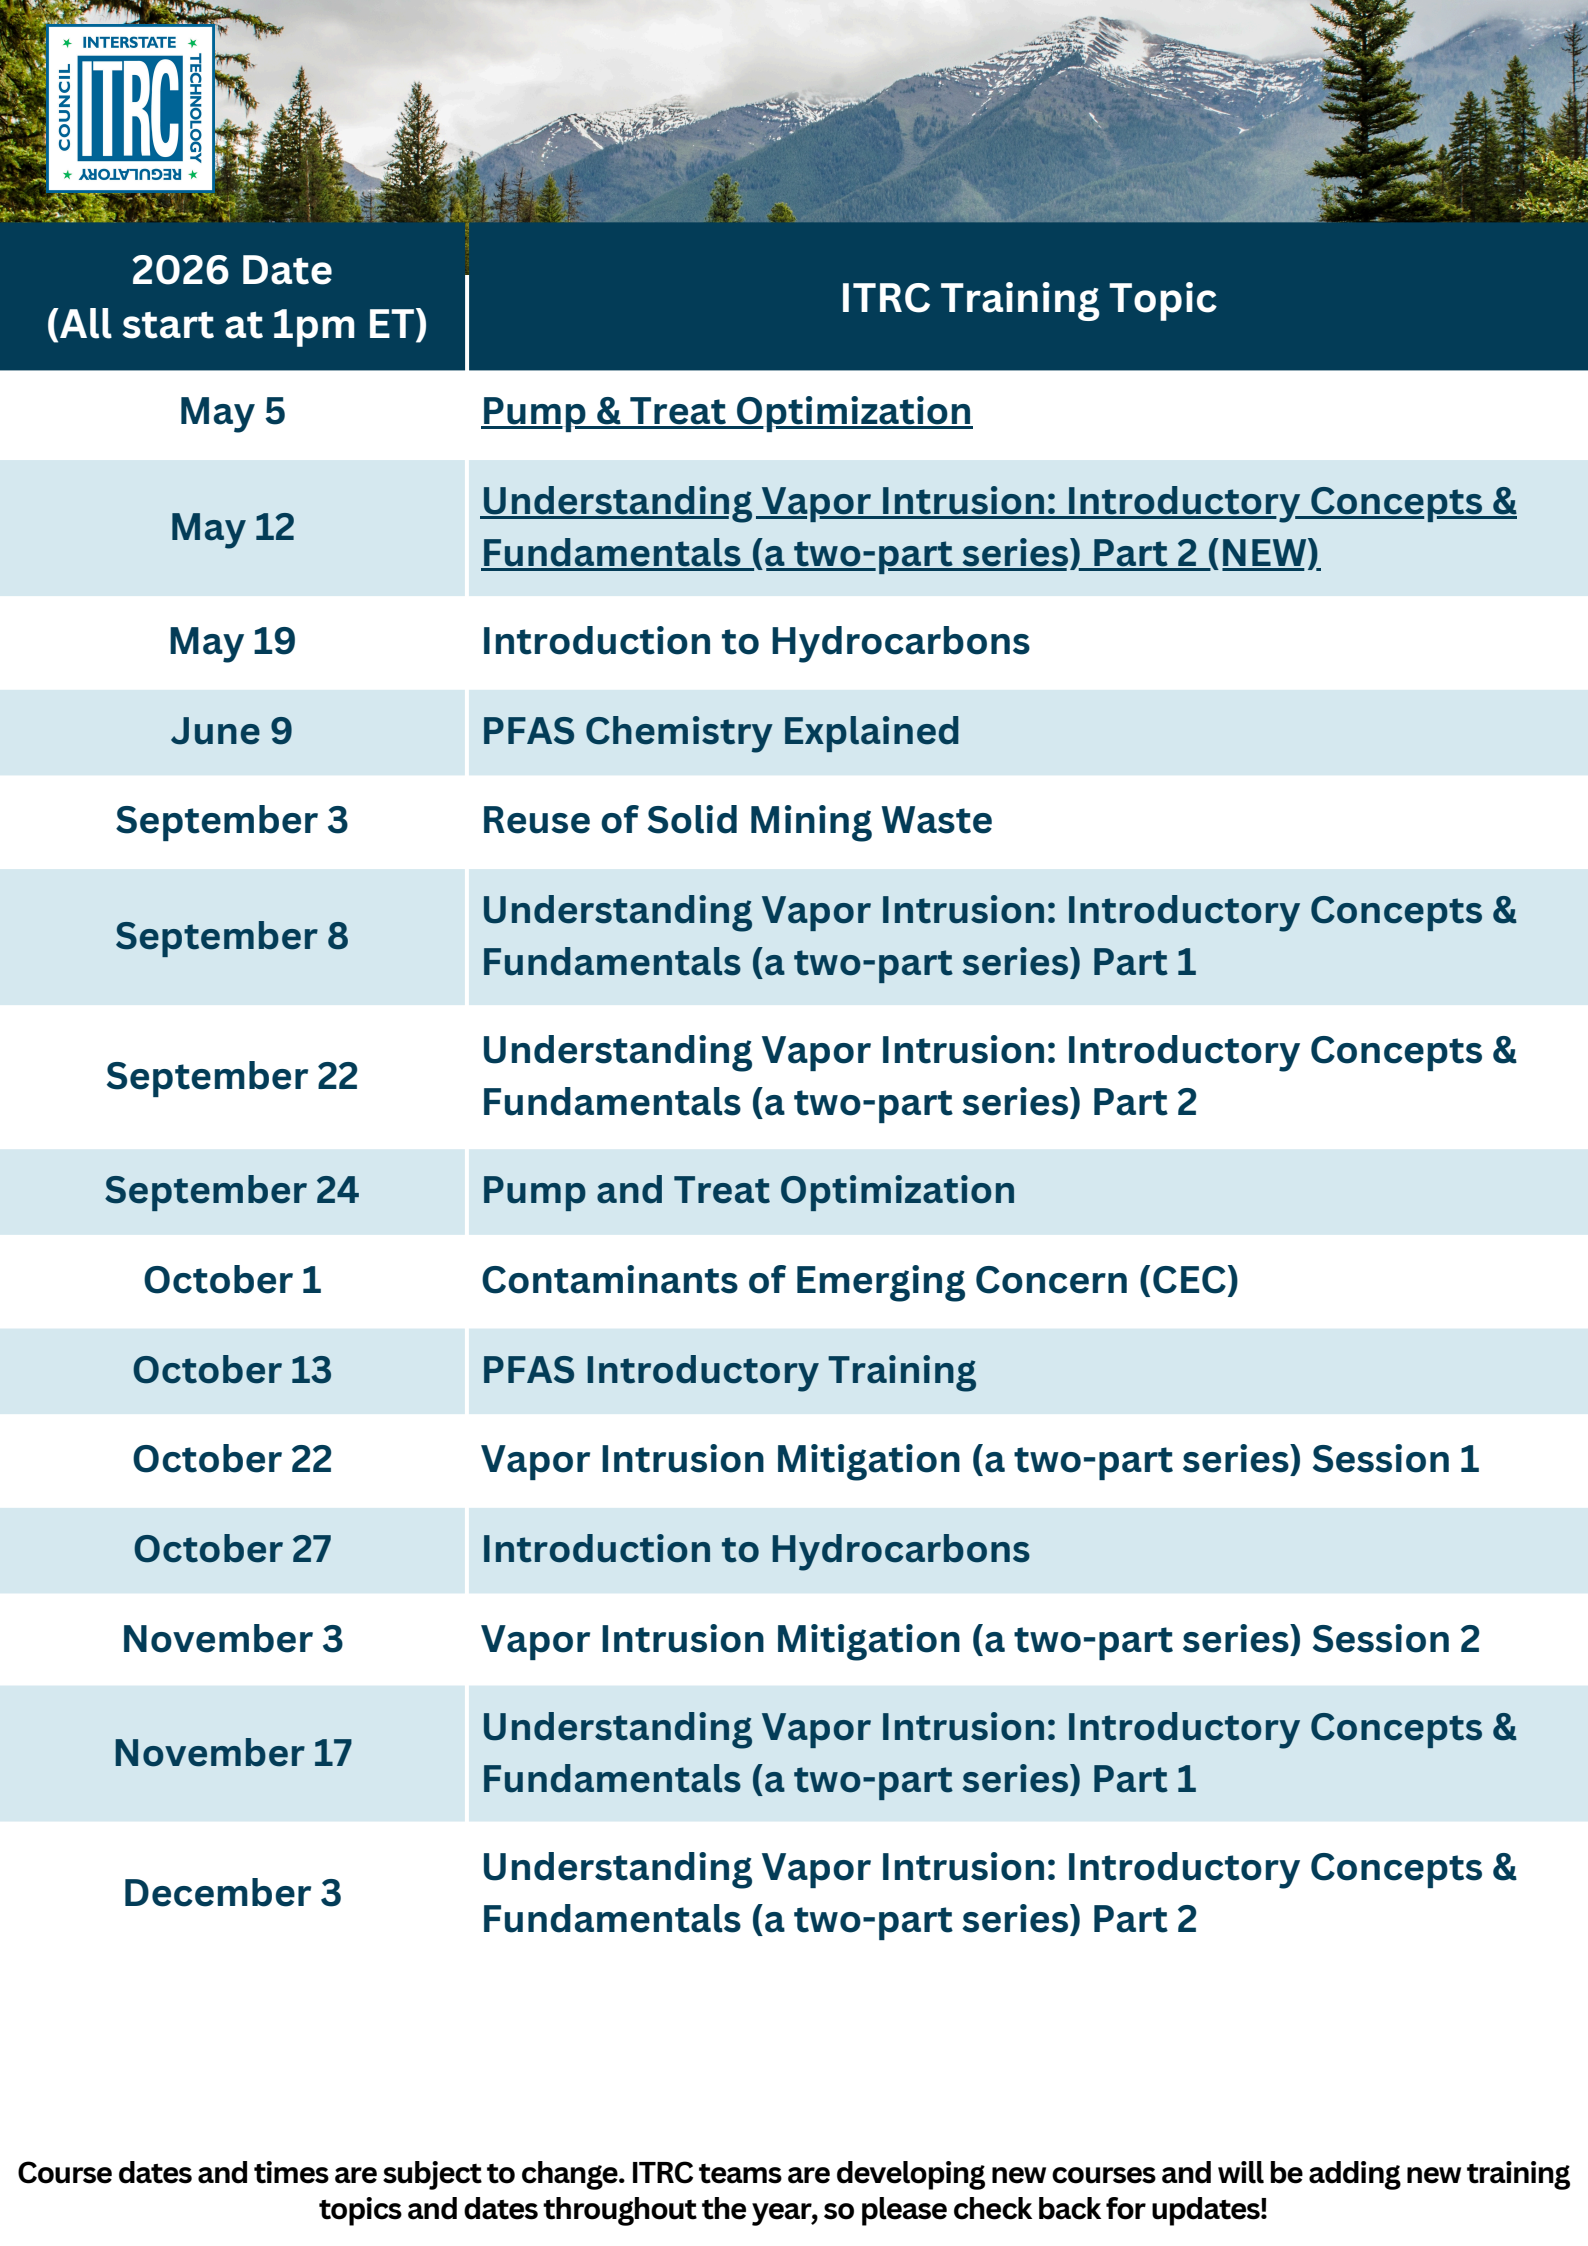 INTERSTATE
TECHNOLOGY
REGULATORY
COUNCIL
ITRC
2026 Date
(All start at 1pm ET)
ITRC Training Topic
May 5
Pump & Treat Optimization
May 12
Understanding Vapor Intrusion: Introductory Concepts &
Fundamentals (a two-part series) Part 2 (NEW)
May 19
Introduction to Hydrocarbons
June 9
PFAS Chemistry Explained
September 3
Reuse of Solid Mining Waste
September 8
Understanding Vapor Intrusion: Introductory Concepts &
Fundamentals (a two-part series) Part 1
September 22
Understanding Vapor Intrusion: Introductory Concepts &
Fundamentals (a two-part series) Part 2
September 24
Pump and Treat Optimization
October 1
Contaminants of Emerging Concern (CEC)
October 13
PFAS Introductory Training
October 22
Vapor Intrusion Mitigation (a two-part series) Session 1
October 27
Introduction to Hydrocarbons
November 3
Vapor Intrusion Mitigation (a two-part series) Session 2
November 17
Understanding Vapor Intrusion: Introductory Concepts &
Fundamentals (a two-part series) Part 1
December 3
Understanding Vapor Intrusion: Introductory Concepts &
Fundamentals (a two-part series) Part 2
Course dates and times are subject to change. ITRC teams are developing new courses and will be adding new training
topics and dates throughout the year, so please check back for updates!